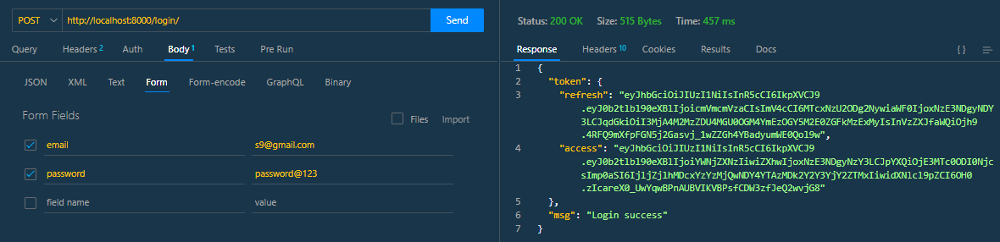 POST http://localhost:8000/login/ Send
Query Headers 2 Auth Body 1 Tests Pre Run
JSON XML Text Form Form-encode GraphQL Binary
Form Fields Files Import
email s9@gmail.com
password password@123
field name value
Status: 200 OK Size: 515 Bytes Time: 457 ms
Response Headers 10 Cookies Results Docs {}
1 {
2 "token": {
3 "refresh": "eyJhbGciOiJIUzI1NiIsInR5cCI6IkpXVCJ9
.eyJ0b2tlbl90eXBlIjoicmVmcmVzaCIsImV4cCI6MTcxNzU2ODg2NywiaWF0IjoxNzE3NDgyNDY
3LCJqdGkiOiI3MjA4M2MzZDU4MGU0OGM4YmEzOGY5M2E0ZGFkMzExMyIsInVzZXJfaWQiOjh9
.4RFQ9mXfpFGN5j2Gasvj_1wZZGh4YBadyumWE0Qol9w",
4 "access": "eyJhbGciOiJIUzI1NiIsInR5cCI6IkpXVCJ9
.eyJ0b2tlbl90eXBlIjoiYWNjZXNzIiwiZXhwIjoxNzE3NDgyNzY3LCJpYXQiOjE3MTc0ODI0Njc
sImp0aSI6IjljZjlhMDcxYzYzMjQwNDY4YTAzMDk2Y2Y3YjY2ZTMxIiwidXNlcl9pZCI6OH0
.zIcareX0_UwYqwBPnAUBVIKVBPsfCDW3zfJeQ2wvjG8"
5 },
6 "msg": "Login success"
7 }